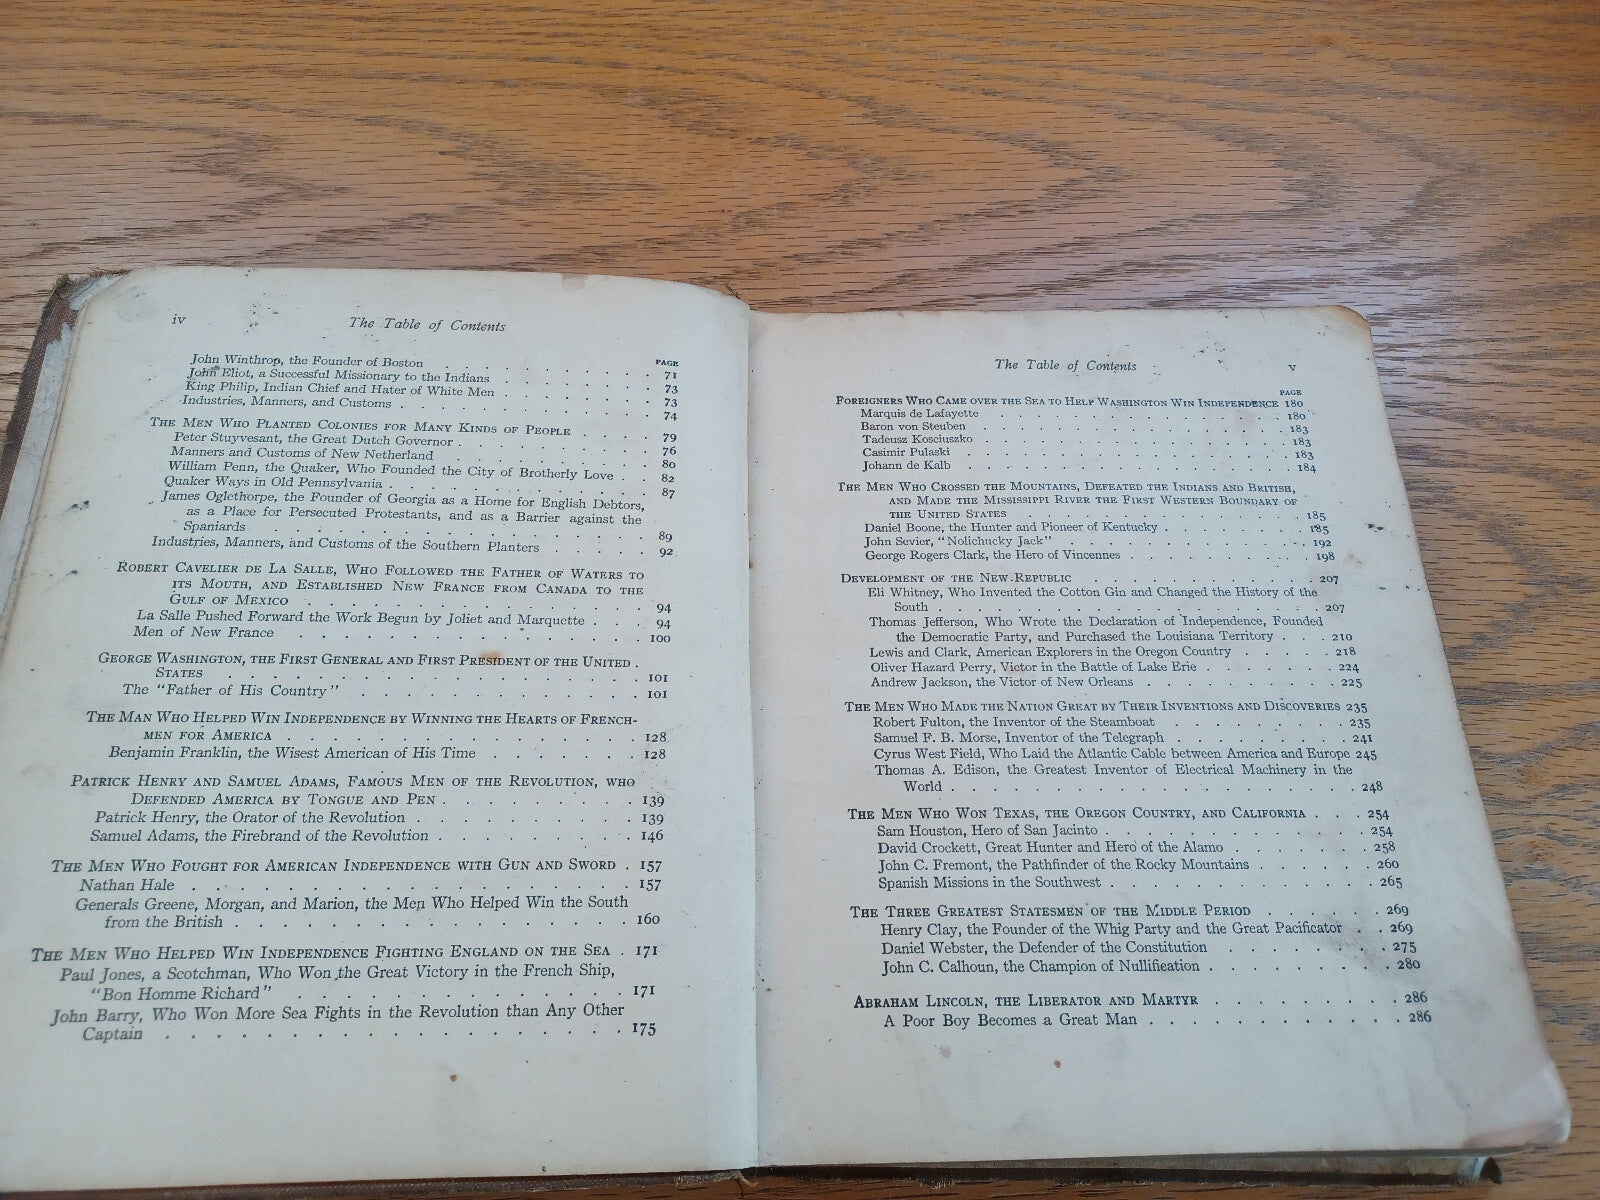 iv
The Table of Contents
PAGE
John Winthrop, the Founder of Boston . . . . . . . . . . 71
John Eliot, a Successful Missionary to the Indians . . . . . . . 73
King Philip, Indian Chief and Hater of White Men . . . . . . . 73
Industries, Manners, and Customs . . . . . . . . . . . 74
THE MEN WHO PLANTED COLONIES FOR MANY KINDS OF PEOPLE . . . . 79
Peter Stuyvesant, the Great Dutch Governor . . . . . . . . . 76
Manners and Customs of New Netherland . . . . . . . . . 80
William Penn, the Quaker, Who Founded the City of Brotherly Love . . 82
Quaker Ways in Old Pennsylvania . . . . . . . . . . . . 87
James Oglethorpe, the Founder of Georgia as a Home for English Debtors,
as a Place for Persecuted Protestants, and as a Barrier against the
Spaniards . . . . . . . . . . . . . . . . . 89
Industries, Manners, and Customs of the Southern Planters . . . . . 92
ROBERT CAVELIER DE LA SALLE, WHO FOLLOWED THE FATHER OF WATERS TO
ITS MOUTH, AND ESTABLISHED NEW FRANCE FROM CANADA TO THE
GULF OF MEXICO . . . . . . . . . . . . . . . 94
La Salle Pushed Forward the Work Begun by Joliet and Marquette . . . 94
Men of New France . . . . . . . . . . . . . . 100
GEORGE WASHINGTON, THE FIRST GENERAL AND FIRST PRESIDENT OF THE UNITED .
STATES . . . . . . . . . . . . . . . . . . 101
The "Father of His Country" . . . . . . . . . . . . 101
THE MAN WHO HELPED WIN INDEPENDENCE BY WINNING THE HEARTS OF FRENCH-
MEN FOR AMERICA . . . . . . . . . . . . . . 128
Benjamin Franklin, the Wisest American of His Time . . . . . . . 128
PATRICK HENRY AND SAMUEL ADAMS, FAMOUS MEN OF THE REVOLUTION, WHO
DEFENDED AMERICA BY TONGUE AND PEN . . . . . . . . . 139
Patrick Henry, the Orator of the Revolution . . . . . . . . . 139
Samuel Adams, the Firebrand of the Revolution . . . . . . . . 146
THE MEN WHO FOUGHT FOR AMERICAN INDEPENDENCE WITH GUN AND SWORD . 157
Nathan Hale . . . . . . . . . . . . . . . . . 157
Generals Greene, Morgan, and Marion, the Men Who Helped Win the South
from the British . . . . . . . . . . . . . . . 160
THE MEN WHO HELPED WIN INDEPENDENCE FIGHTING ENGLAND ON THE SEA . 171
Paul Jones, a Scotchman, Who Won the Great Victory in the French Ship,
"Bon Homme Richard" . . . . . . . . . . . . . 171
John Barry, Who Won More Sea Fights in the Revolution than Any Other
Captain . . . . . . . . . . . . . . . . . 175
The Table of Contents
v
PAGE
FOREIGNERS WHO CAME OVER THE SEA TO HELP WASHINGTON WIN INDEPENDENCE 180
Marquis de Lafayette . . . . . . . . . . . . . . 180
Baron von Steuben . . . . . . . . . . . . . . . 183
Tadeusz Kosciuszko . . . . . . . . . . . . . . . 183
Casimir Pulaski . . . . . . . . . . . . . . . . 183
Johann de Kalb . . . . . . . . . . . . . . . . 184
THE MEN WHO CROSSED THE MOUNTAINS, DEFEATED THE INDIANS AND BRITISH,
AND MADE THE MISSISSIPPI RIVER THE FIRST WESTERN BOUNDARY OF
THE UNITED STATES . . . . . . . . . . . . . . 185
Daniel Boone, the Hunter and Pioneer of Kentucky . . . . . . . 185
John Sevier, "Nolichucky Jack" . . . . . . . . . . . . 192
George Rogers Clark, the Hero of Vincennes . . . . . . . . . 198
DEVELOPMENT OF THE NEW REPUBLIC . . . . . . . . . . . 207
Eli Whitney, Who Invented the Cotton Gin and Changed the History of the
South . . . . . . . . . . . . . . . . . . 207
Thomas Jefferson, Who Wrote the Declaration of Independence, Founded
the Democratic Party, and Purchased the Louisiana Territory . . . 210
Lewis and Clark, American Explorers in the Oregon Country . . . . . 218
Oliver Hazard Perry, Victor in the Battle of Lake Erie . . . . . . 224
Andrew Jackson, the Victor of New Orleans . . . . . . . . . 225
THE MEN WHO MADE THE NATION GREAT BY THEIR INVENTIONS AND DISCOVERIES 235
Robert Fulton, the Inventor of the Steamboat . . . . . . . . 235
Samuel F. B. Morse, Inventor of the Telegraph . . . . . . . . 241
Cyrus West Field, Who Laid the Atlantic Cable between America and Europe 245
Thomas A. Edison, the Greatest Inventor of Electrical Machinery in the
World . . . . . . . . . . . . . . . . . . 248
THE MEN WHO WON TEXAS, THE OREGON COUNTRY, AND CALIFORNIA . . . 254
Sam Houston, Hero of San Jacinto . . . . . . . . . . . 254
David Crockett, Great Hunter and Hero of the Alamo . . . . . . 258
John C. Fremont, the Pathfinder of the Rocky Mountains . . . . . 260
Spanish Missions in the Southwest . . . . . . . . . . . 265
THE THREE GREATEST STATESMEN OF THE MIDDLE PERIOD . . . . . . 269
Henry Clay, the Founder of the Whig Party and the Great Pacificator . . 269
Daniel Webster, the Defender of the Constitution . . . . . . . 275
John C. Calhoun, the Champion of Nullification . . . . . . . . 280
ABRAHAM LINCOLN, THE LIBERATOR AND MARTYR . . . . . . . . . 286
A Poor Boy Becomes a Great Man . . . . . . . . . . . 286